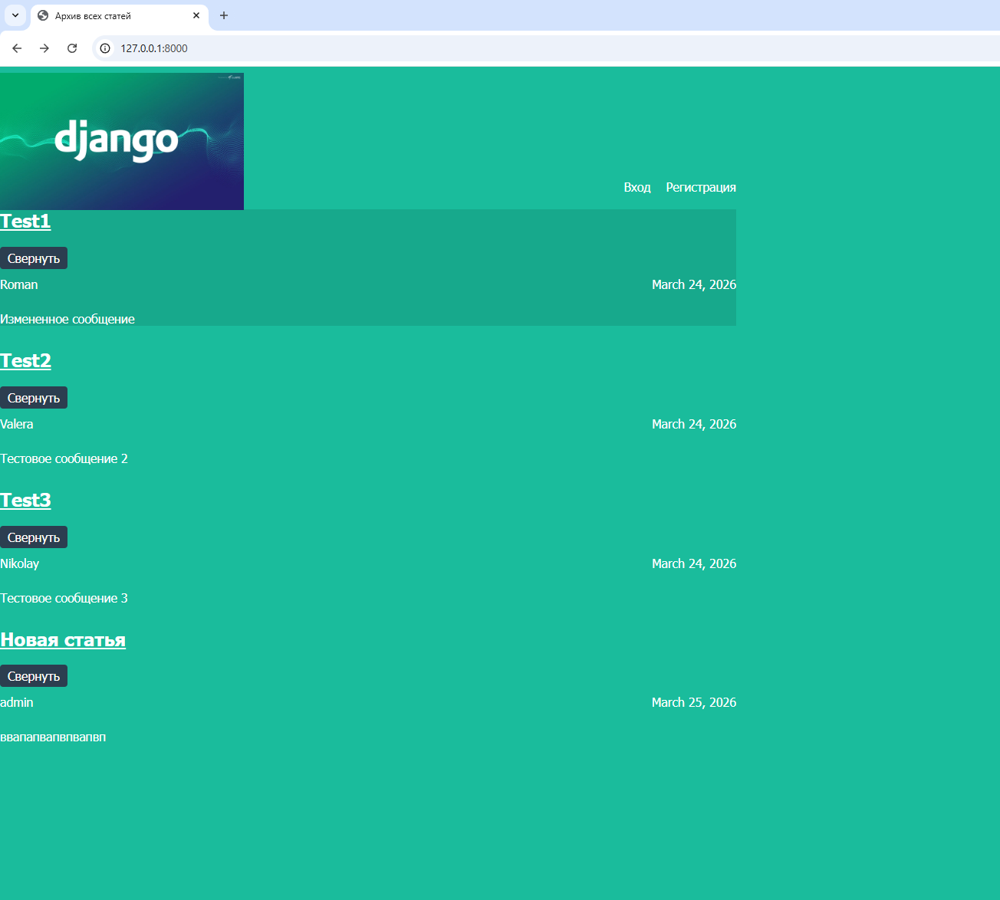 Архив всех статей
127.0.0.1:8000
django
Вход Регистрация
Test1
Свернуть
Roman March 24, 2026
Измененное сообщение
Test2
Свернуть
Valera March 24, 2026
Тестовое сообщение 2
Test3
Свернуть
Nikolay March 24, 2026
Тестовое сообщение 3
Новая статья
Свернуть
admin March 25, 2026
ввапапвапвпвапвп